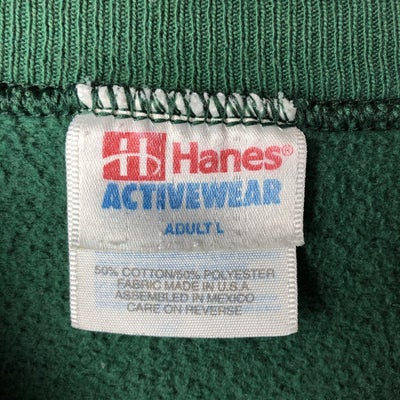 Hanes®
ACTIVEWEAR
ADULT L
50% COTTON/50% POLYESTER
FABRIC MADE IN U.S.A.
ASSEMBLED IN MEXICO
CARE ON REVERSE